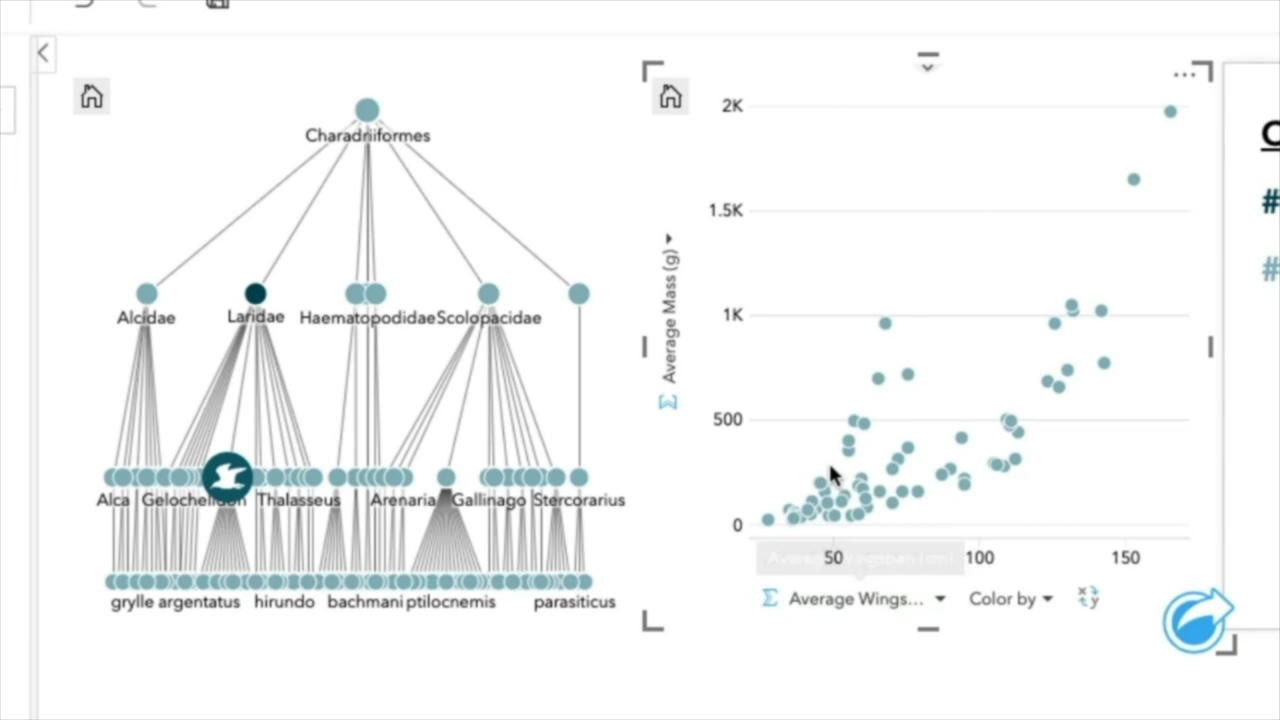 Charadriiformes
Alcidae Laridae Haematopodidae Scolopacidae
Alca Gelochelidon Thalasseus Arenaria Gallinago Stercorarius
grylle argentatus hirundo bachmani ptilocnemis parasiticus
...
2K
1.5K
1K
500
0
Average Mass (g)
50 100 150
Σ Average Wings... Color by x y
#
#